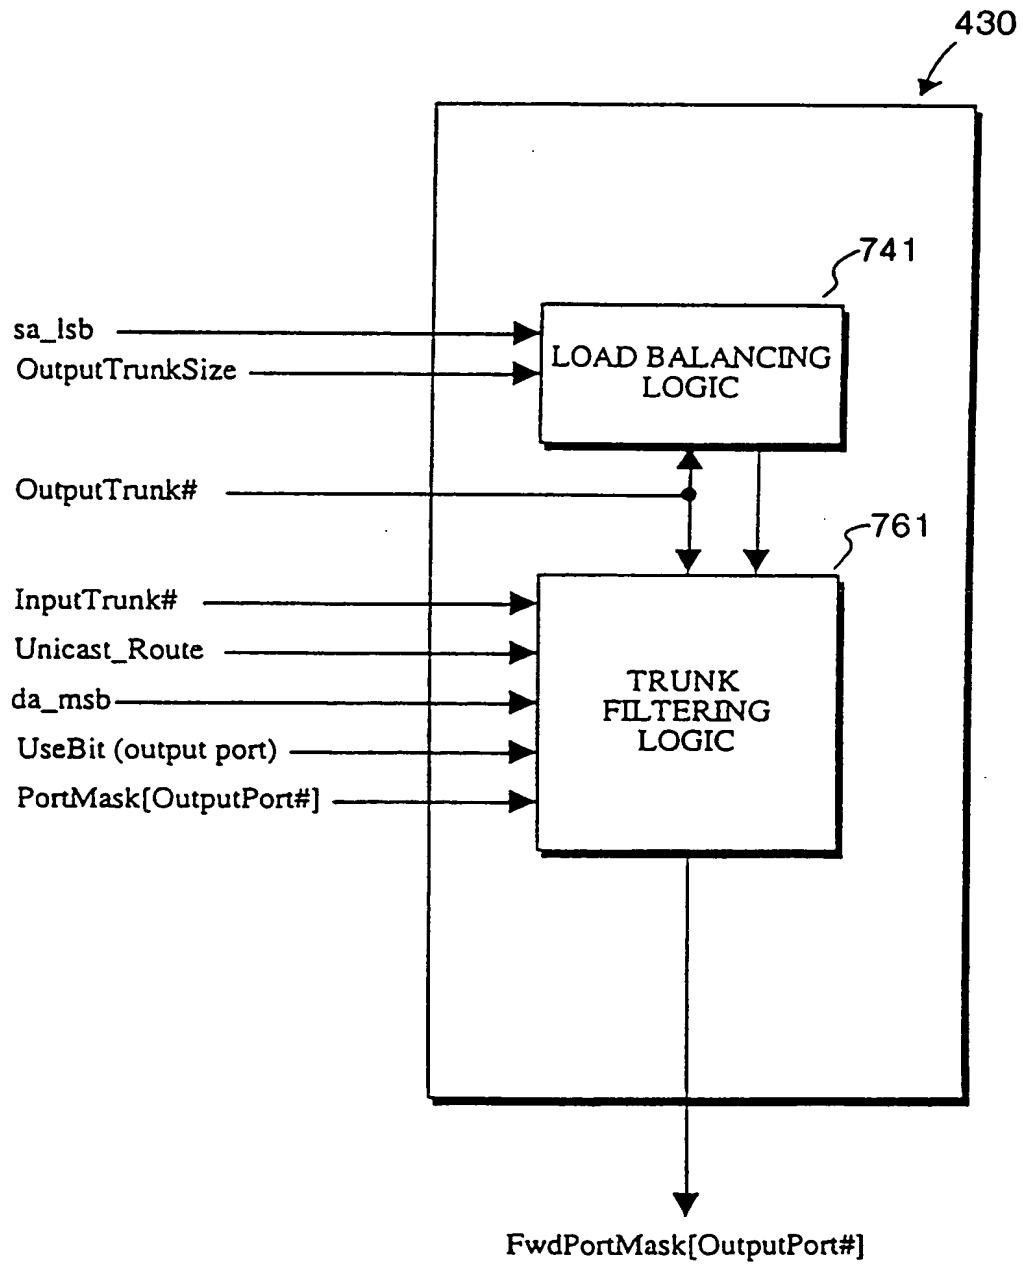 430
741
sa_lsb
OutputTrunkSize
LOAD BALANCING
LOGIC
OutputTrunk#
761
InputTrunk#
Unicast_Route
da_msb
UseBit (output port)
PortMask[OutputPort#]
TRUNK
FILTERING
LOGIC
FwdPortMask[OutputPort#]